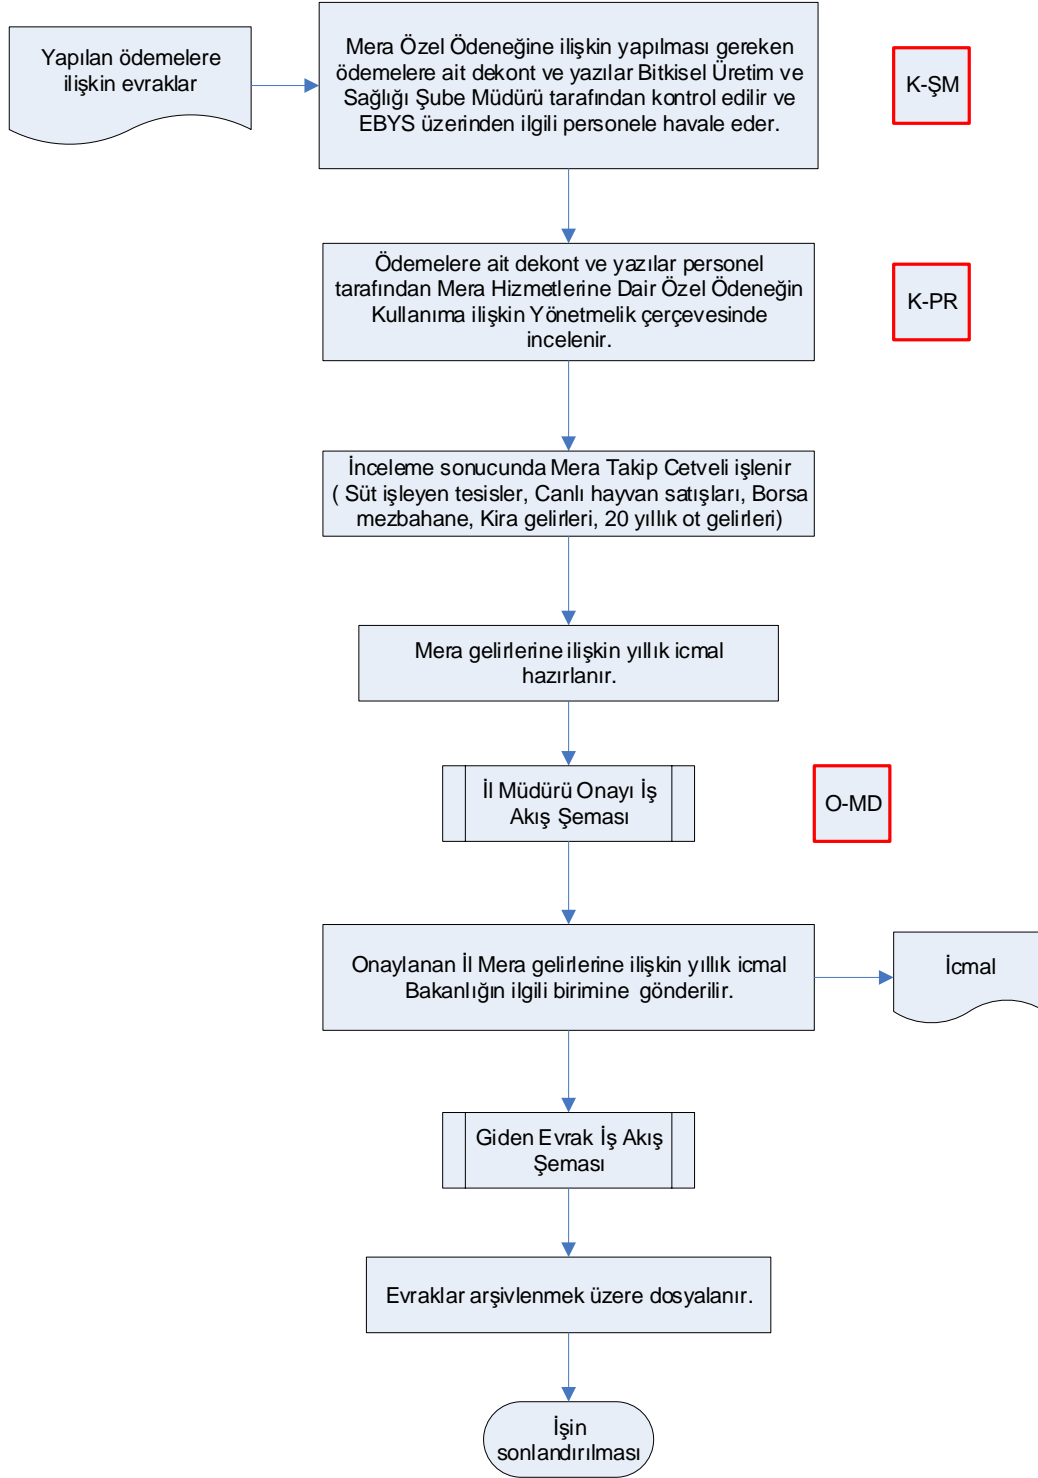 Yapılan ödemelere
ilişkin evraklar
Mera Özel Ödeneğine ilişkin yapılması gereken
ödemelere ait dekont ve yazılar Bitkisel Üretim ve
Sağlığı Şube Müdürü tarafından kontrol edilir ve
EBYS üzerinden ilgili personele havale eder.
K-ŞM
Ödemelere ait dekont ve yazılar personel
tarafından Mera Hizmetlerine Dair Özel Ödeneğin
Kullanıma ilişkin Yönetmelik çerçevesinde
incelenir.
K-PR
İnceleme sonucunda Mera Takip Cetveli işlenir
( Süt işleyen tesisler, Canlı hayvan satışları, Borsa
mezbahane, Kira gelirleri, 20 yıllık ot gelirleri)
Mera gelirlerine ilişkin yıllık icmal
hazırlanır.
İl Müdürü Onayı İş
Akış Şeması
O-MD
Onaylanan İl Mera gelirlerine ilişkin yıllık icmal
Bakanlığın ilgili birimine  gönderilir.
İcmal
Giden Evrak İş Akış
Şeması
Evraklar arşivlenmek üzere dosyalanır.
İşin
sonlandırılması